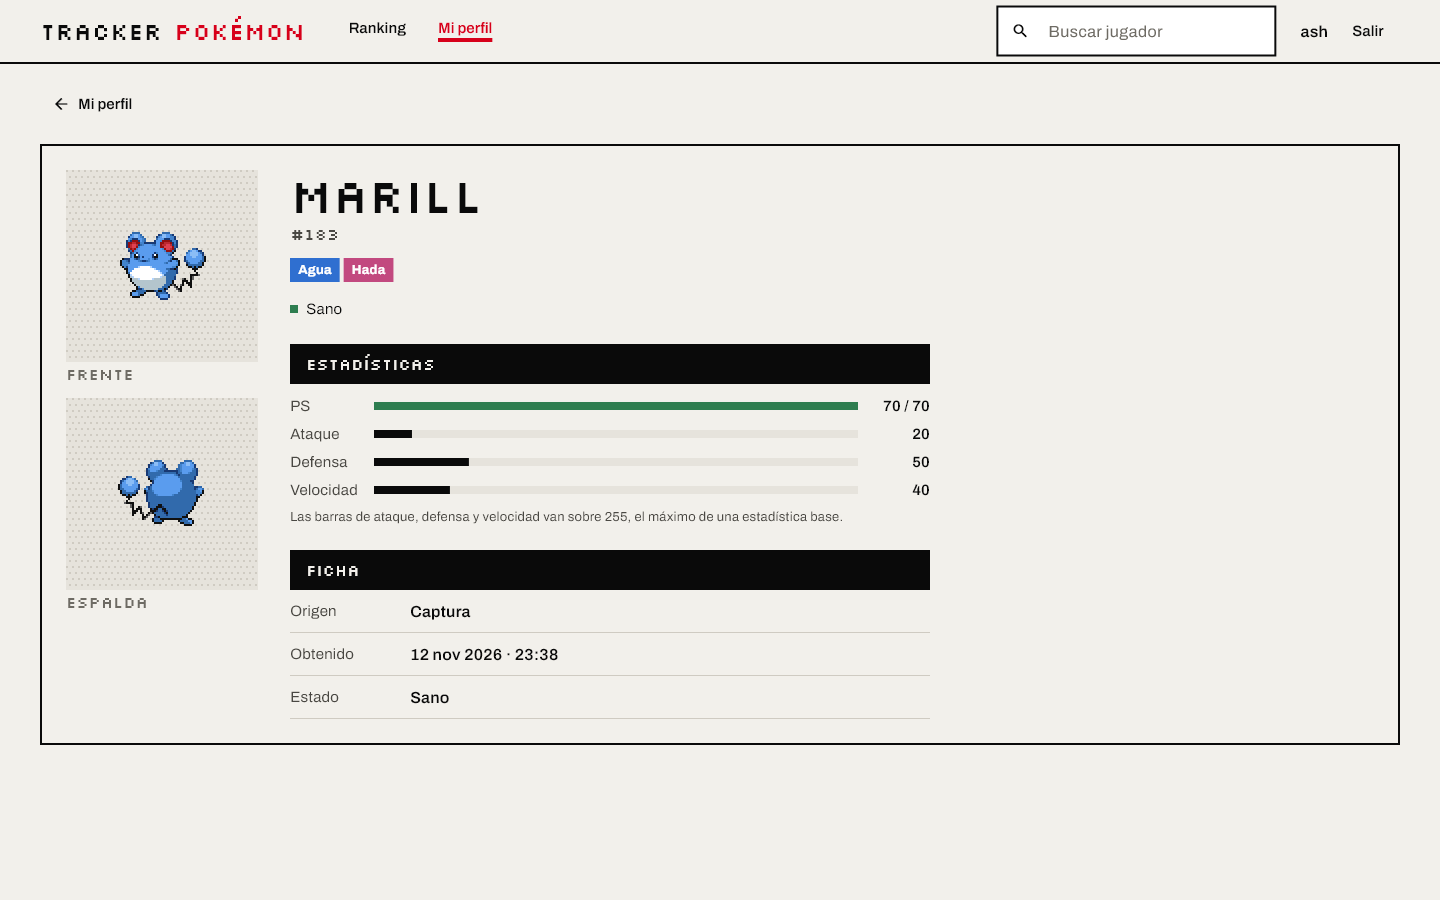 TRACKER POKÉMON
Ranking
Mi perfil
Buscar jugador
ash
Salir
Mi perfil
MARILL
#183
Agua
Hada
Sano
FRENTE
ESPALDA
ESTADÍSTICAS
PS 70 / 70
Ataque 20
Defensa 50
Velocidad 40
Las barras de ataque, defensa y velocidad van sobre 255, el máximo de una estadística base.
FICHA
Origen Captura
Obtenido 12 nov 2026 · 23:38
Estado Sano